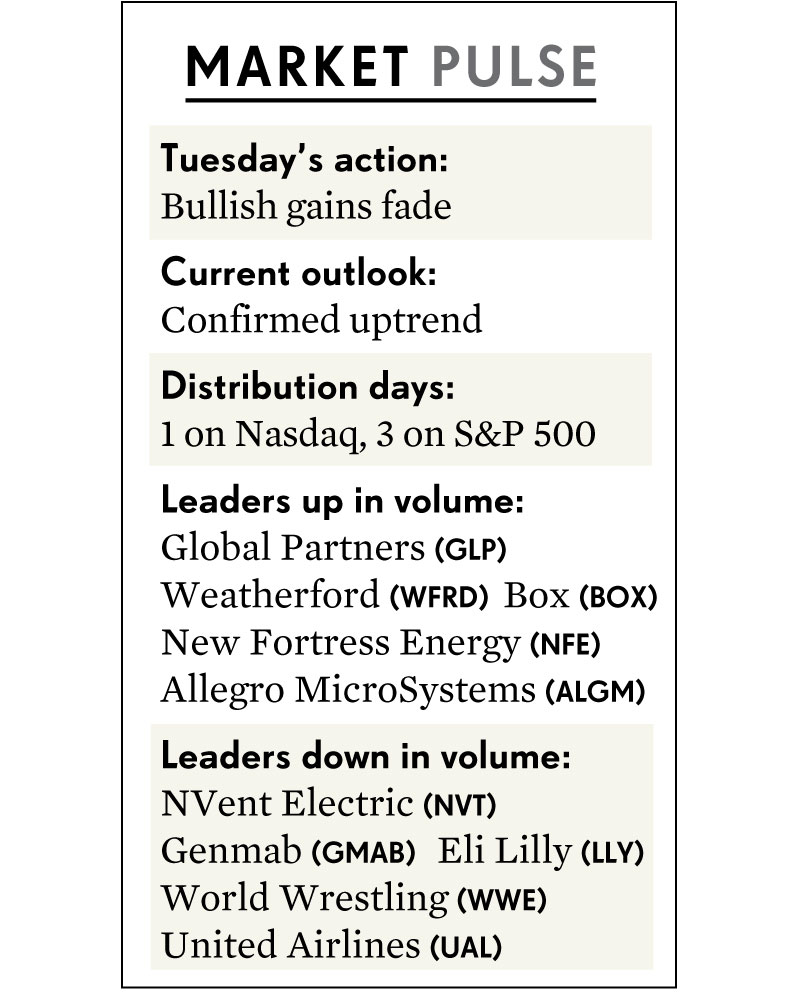 MARKET PULSE
Tuesday’s action:
Bullish gains fade
Current outlook:
Confirmed uptrend
Distribution days:
1 on Nasdaq, 3 on S&P 500
Leaders up in volume:
Global Partners (GLP)
Weatherford (WFRD) Box (BOX)
New Fortress Energy (NFE)
Allegro MicroSystems (ALGM)
Leaders down in volume:
NVent Electric (NVT)
Genmab (GMAB) Eli Lilly (LLY)
World Wrestling (WWE)
United Airlines (UAL)